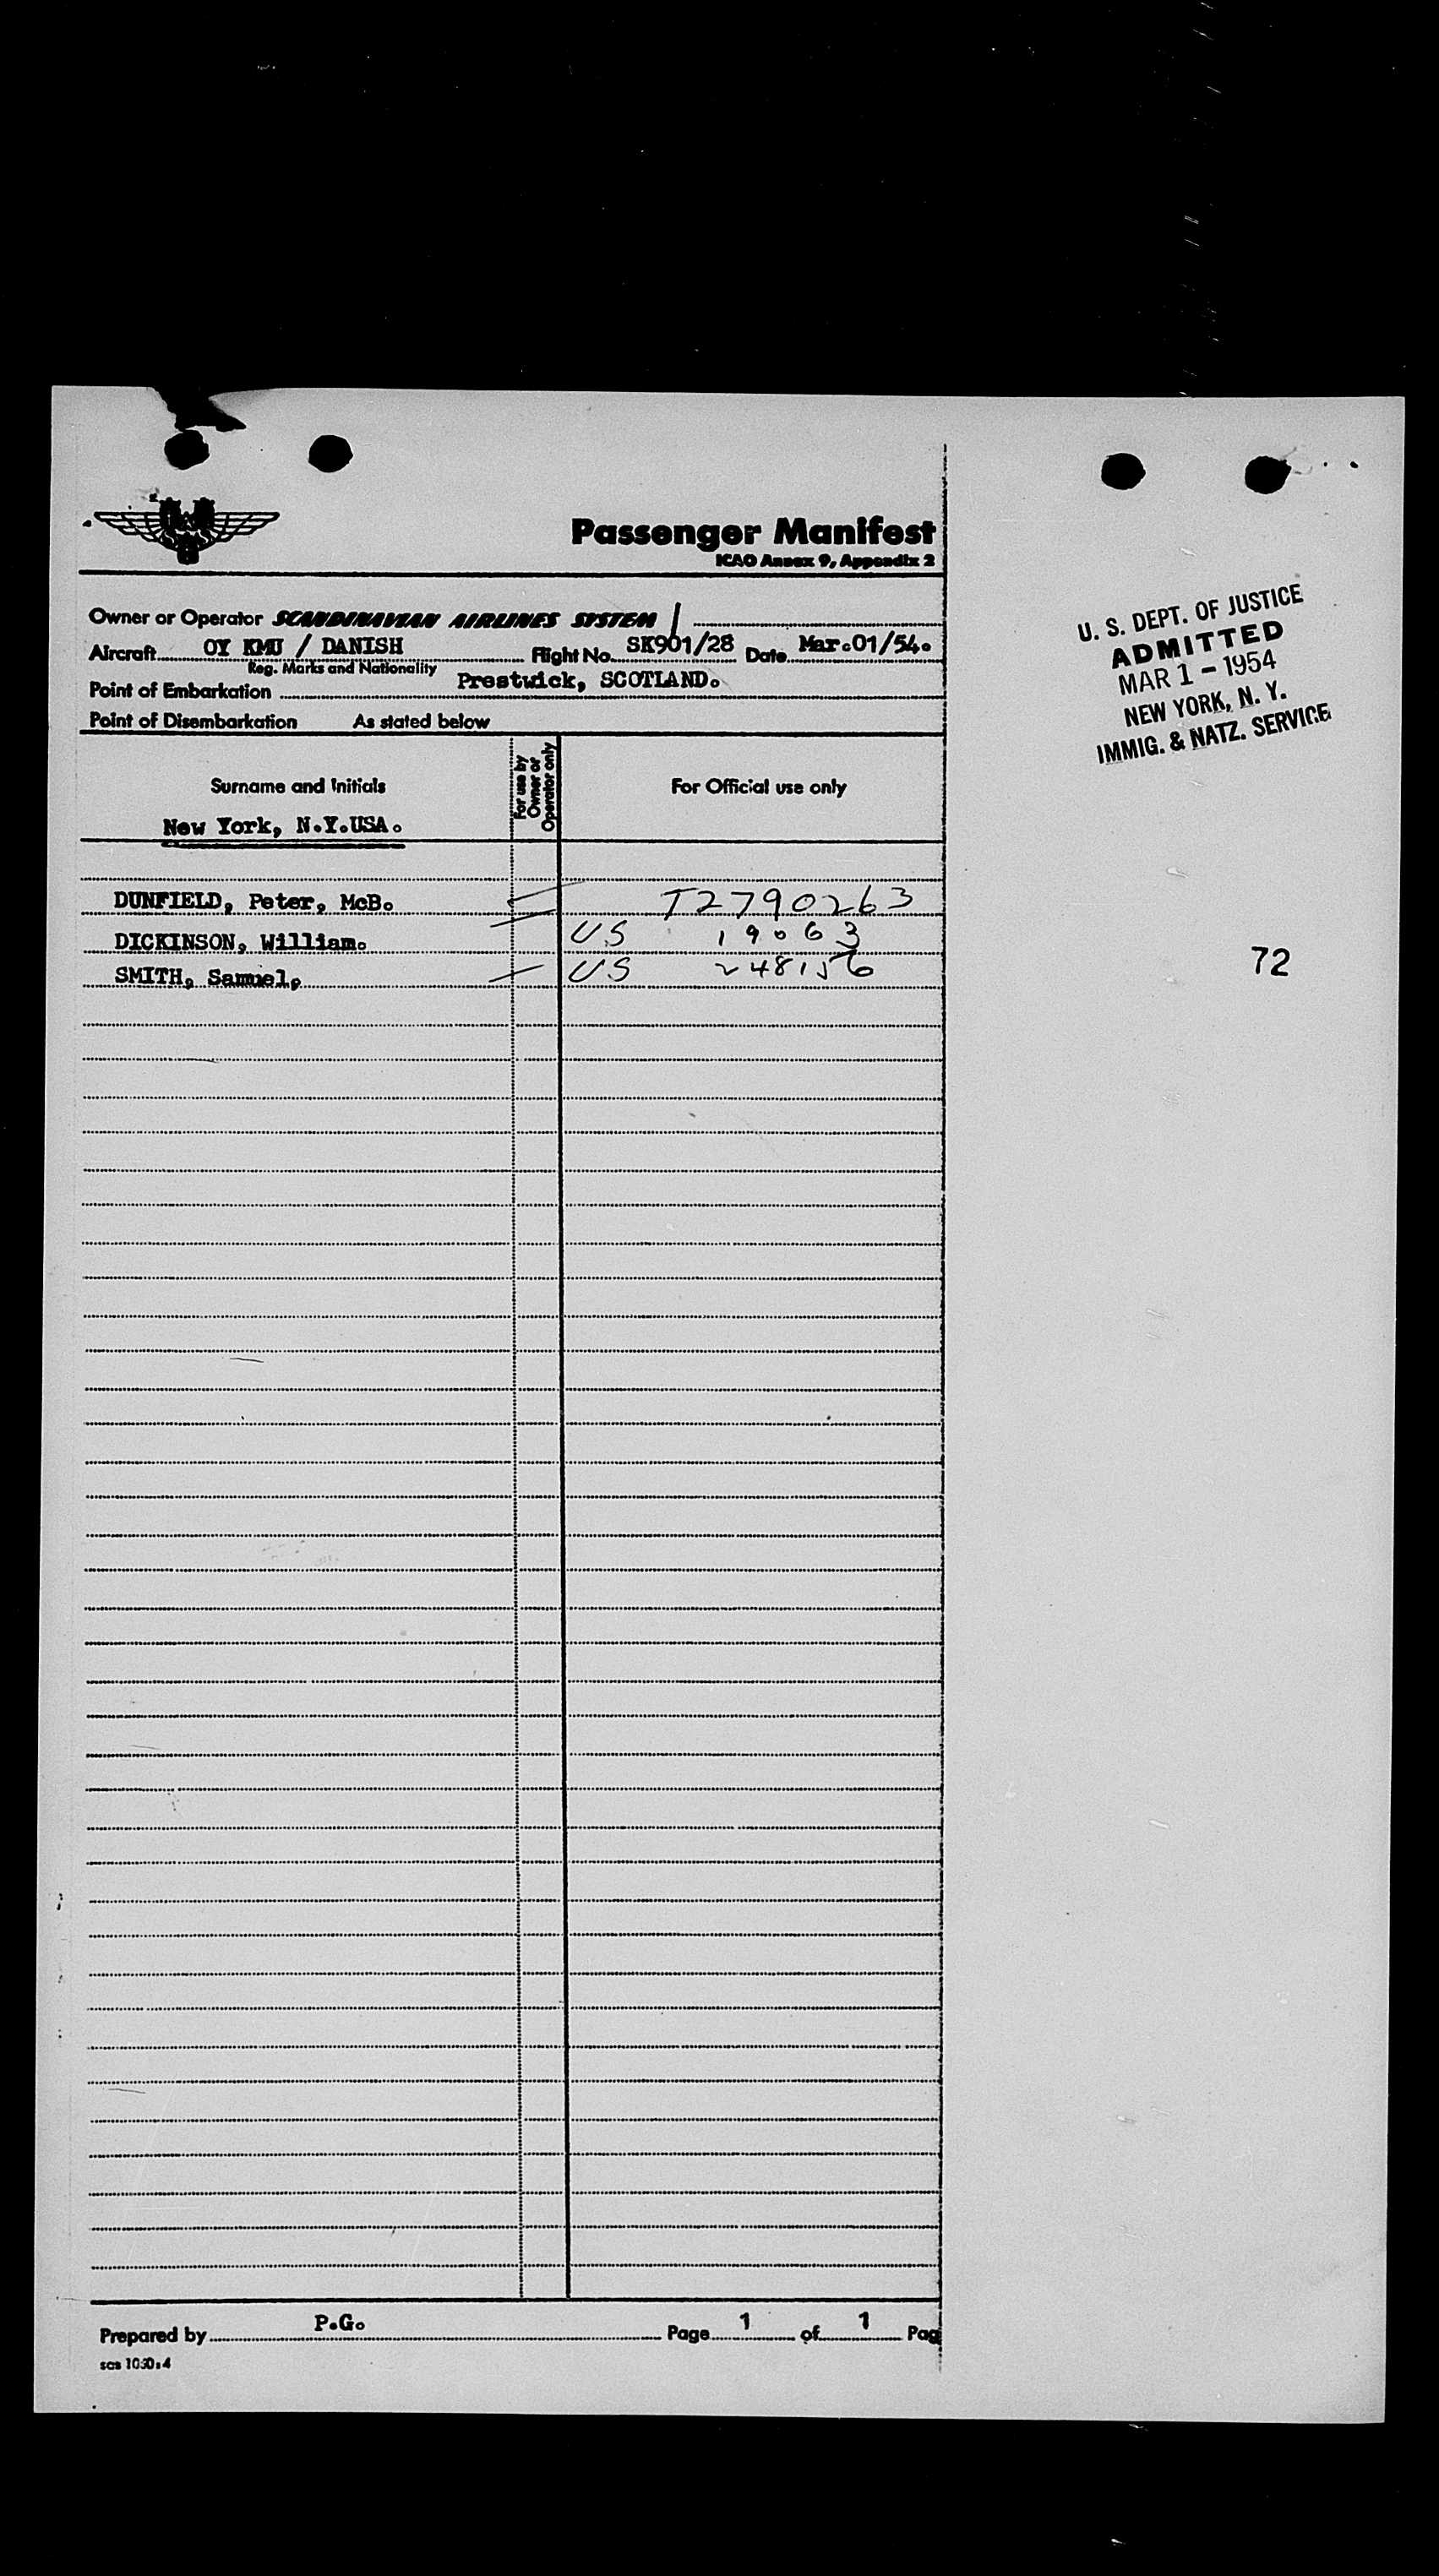 Passenger Manifest
ICAO Annex 9, Appendix 2
Owner or Operator SCANDINAVIAN AIRLINES SYSTEM /
Aircraft OY KMU / DANISH Flight No. SK901/28 Date Mar.01/54.
Reg. Marks and Nationality
Point of Embarkation Prestwick, SCOTLAND.
Point of Disembarkation As stated below
Surname and Initials
For use by
Owner or
Operator only
For Official use only
New York, N.Y.USA.
DUNFIELD, Peter, McB. T2790263
DICKINSON, William. US 19063
SMITH, Samuel, US 248156
U. S. DEPT. OF JUSTICE
ADMITTED
MAR 1 - 1954
NEW YORK, N. Y.
IMMIG. & NATZ. SERVICE
72
Prepared by P.G. Page 1 of 1 Pag